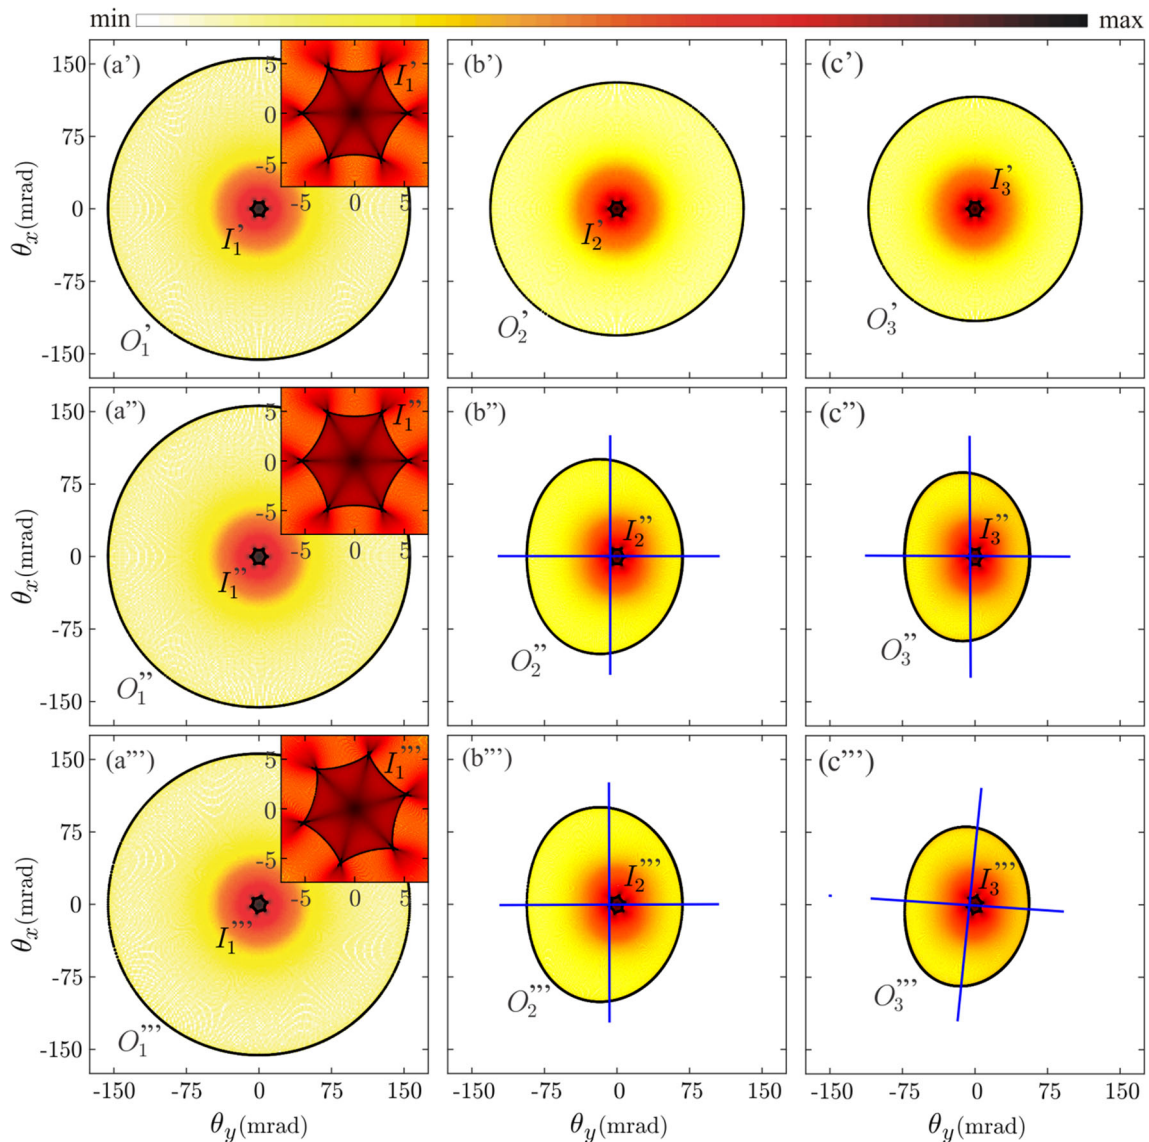 min max
150 (a') 5 I₁' (b') (c')
0
75 -5
-5 0 5
θx(mrad) 0 I₁' I₂' I₃'
-75
-150 O₁' O₂' O₃'
150 (a'') 5 I₁'' (b'') (c'')
0
75 -5
-5 0 5
θx(mrad) 0 I₁'' I₂'' I₃''
-75
-150 O₁'' O₂'' O₃''
150 (a''') 5 I₁''' (b''') (c''')
0
75 -5
-5 0 5
θx(mrad) 0 I₁''' I₂''' I₃'''
-75
-150 O₁''' O₂''' O₃'''
-150 -75 0 75 150 -150 -75 0 75 150 -150 -75 0 75 150
θy(mrad) θy(mrad) θy(mrad)